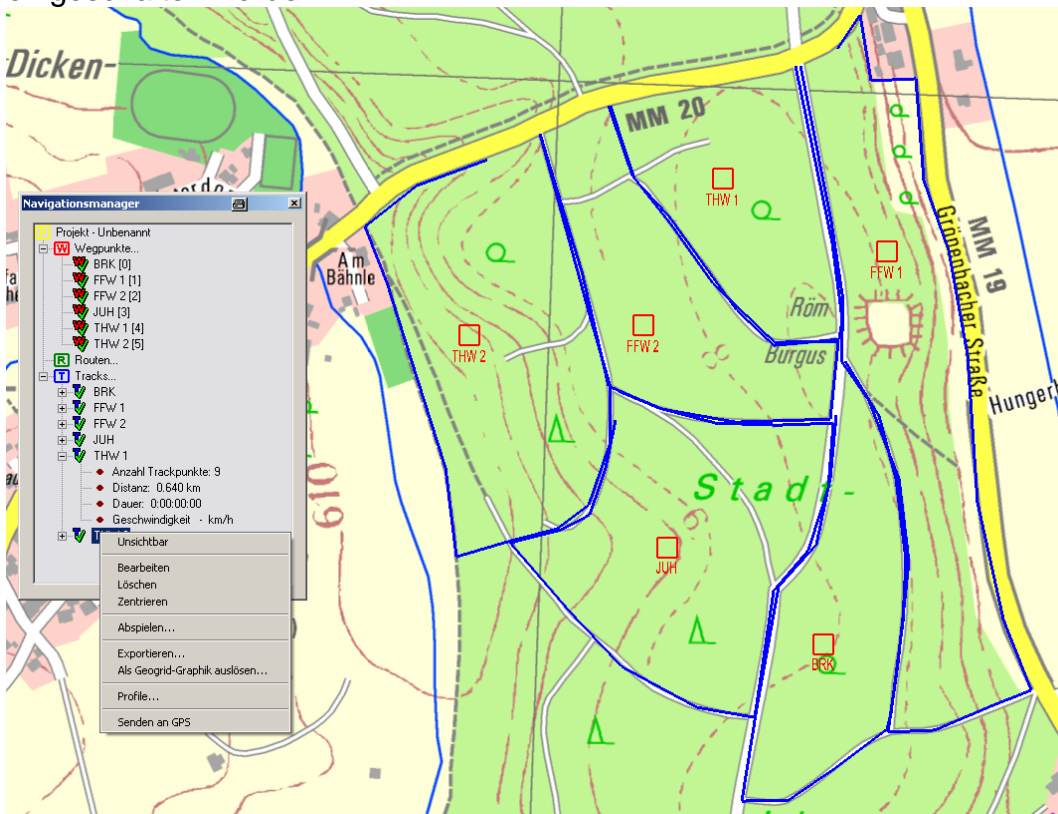 Dicken-
MM 20
Navigationsmanager
Projekt - Unbenannt
Wegpunkte...
BRK [0]
FFW 1 [1]
FFW 2 [2]
JUH [3]
THW 1 [4]
THW 2 [5]
Routen...
Tracks...
BRK
FFW 1
FFW 2
JUH
THW 1
Anzahl Trackpunkte: 9
Distanz: 0.640 km
Dauer: 0:00:00:00
Geschwindigkeit - km/h
Unsichtbar
Bearbeiten
Löschen
Zentrieren
Abspielen...
Exportieren...
Als Geogrid-Graphik auslösen...
Profile...
Senden an GPS
Am
Bähnle
THW 1
FFW 1
THW 2
FFW 2
Röm
Burgus
Grönenbacher Straße
MM 19
Stadt-
610
JUH
BRK